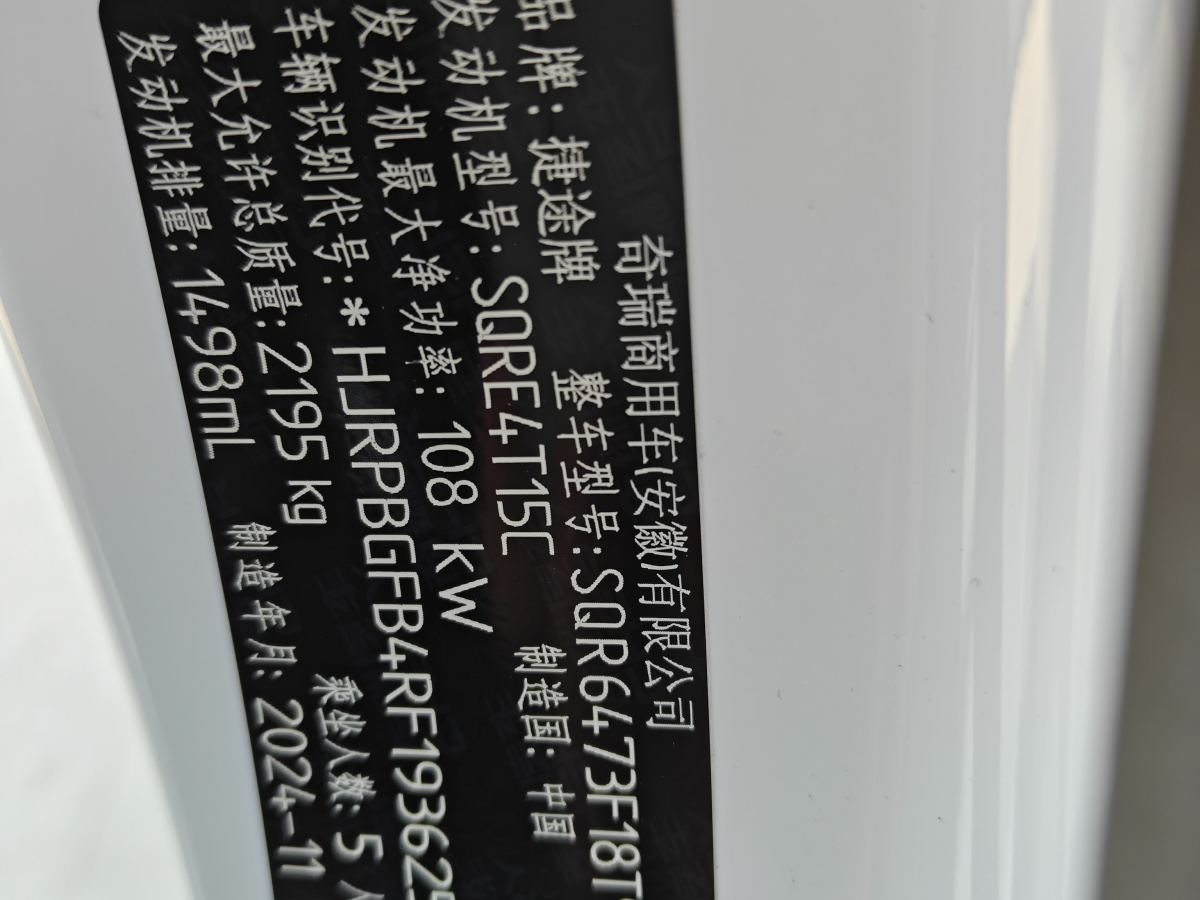 奇瑞商用车(安徽)有限公司
品牌:捷途牌 整车型号:SQR6473F18T
发动机型号:SQRE4T15C 制造国:中国
发动机最大净功率:108 kW
车辆识别代号:*HJRPBGFB4RF19362
最大允许总质量:2195 kg 乘坐人数:5 人
发动机排量:1498mL 制造年月:2024-11